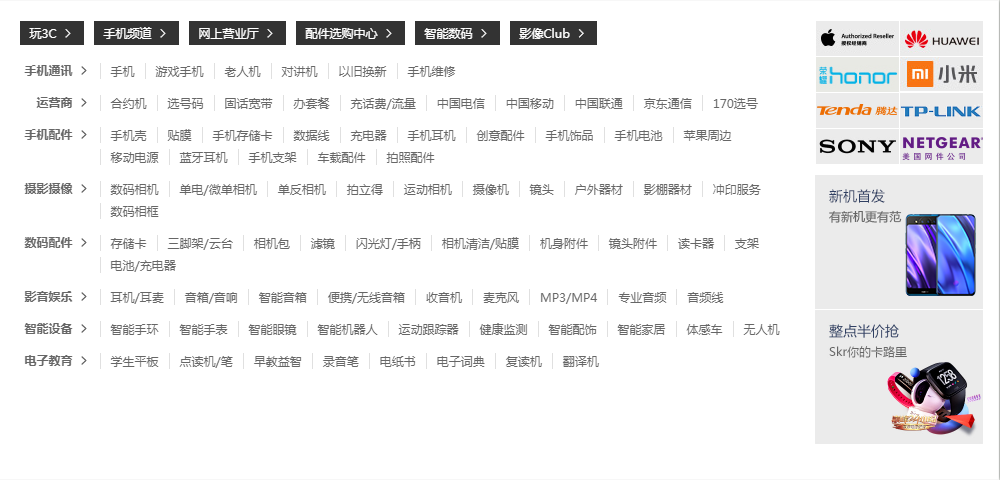 玩3C 手机频道 网上营业厅 配件选购中心 智能数码 影像Club
手机通讯 手机 游戏手机 老人机 对讲机 以旧换新 手机维修
运营商 合约机 选号码 固话宽带 办套餐 充话费/流量 中国电信 中国移动 中国联通 京东通信 170选号
手机配件 手机壳 贴膜 手机存储卡 数据线 充电器 手机耳机 创意配件 手机饰品 手机电池 苹果周边
移动电源 蓝牙耳机 手机支架 车载配件 拍照配件
摄影摄像 数码相机 单电/微单相机 单反相机 拍立得 运动相机 摄像机 镜头 户外器材 影棚器材 冲印服务
数码相框
数码配件 存储卡 三脚架/云台 相机包 滤镜 闪光灯/手柄 相机清洁/贴膜 机身附件 镜头附件 读卡器 支架
电池/充电器
影音娱乐 耳机/耳麦 音箱/音响 智能音箱 便携/无线音箱 收音机 麦克风 MP3/MP4 专业音频 音频线
智能设备 智能手环 智能手表 智能眼镜 智能机器人 运动跟踪器 健康监测 智能配饰 智能家居 体感车 无人机
电子教育 学生平板 点读机/笔 早教益智 录音笔 电纸书 电子词典 复读机 翻译机
Authorized Reseller
授权经销商
HUAWEI
荣耀 honor
小米
Tenda 腾达
TP-LINK
SONY
NETGEAR
美国网件公司
新机首发
有新机更有范
整点半价抢
Skr你的卡路里
12:58